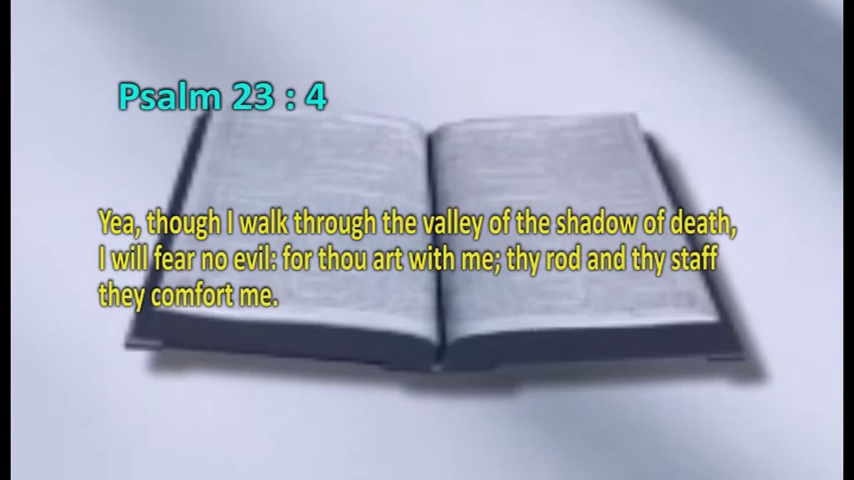 Psalm 23 : 4
Yea, though I walk through the valley of the shadow of death,
I will fear no evil: for thou art with me; thy rod and thy staff
they comfort me.